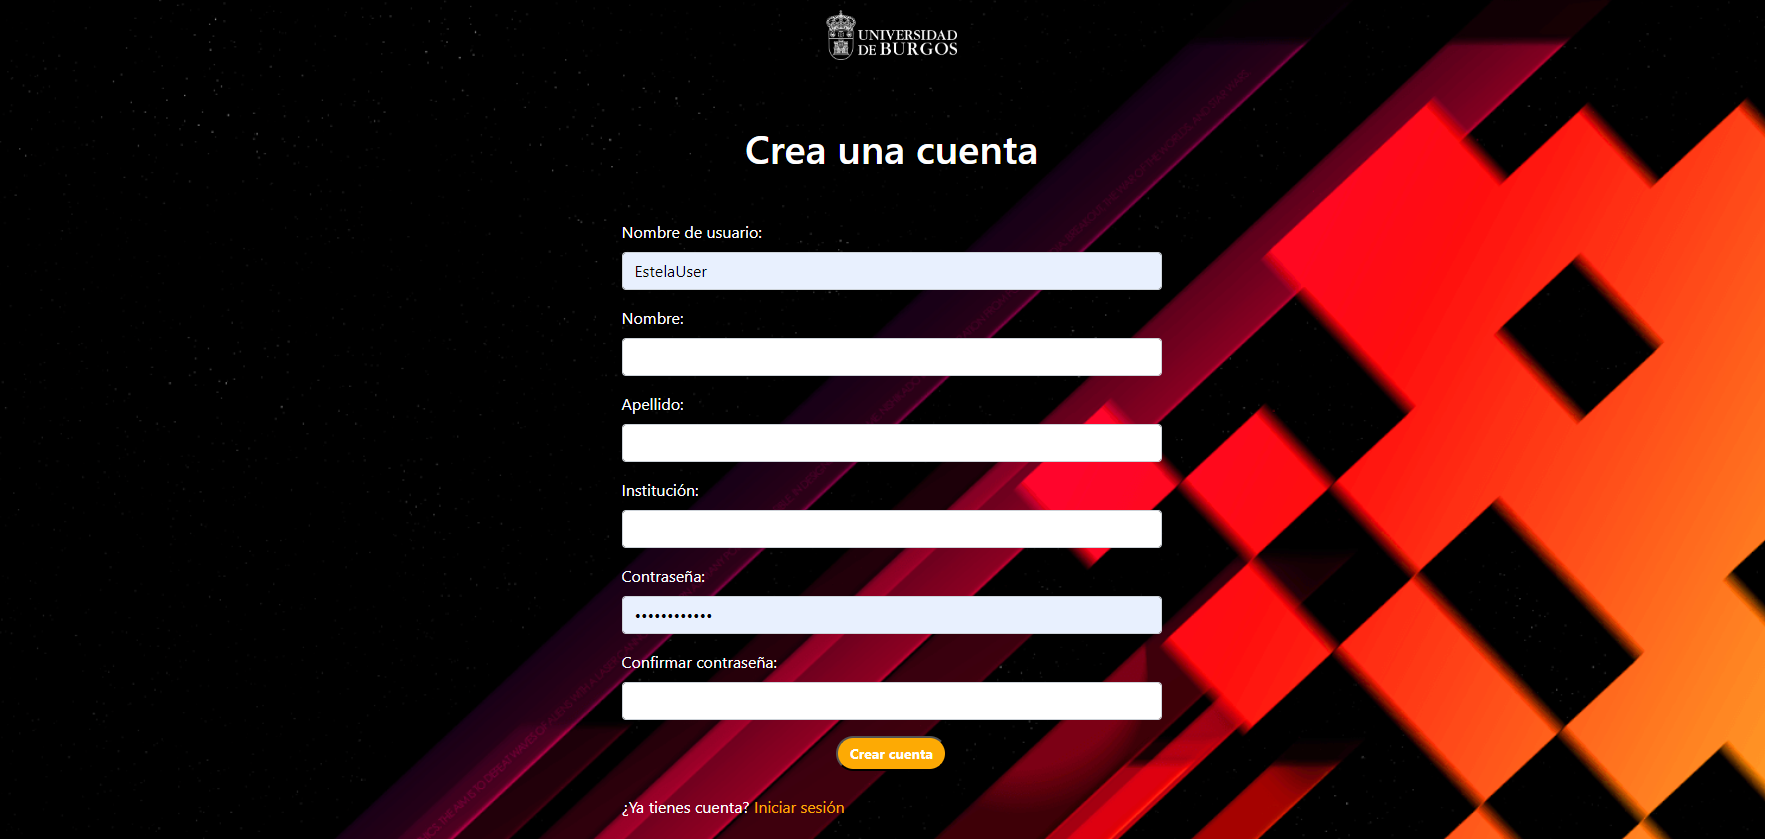 UNIVERSIDAD
DE BURGOS
Crea una cuenta
Nombre de usuario:
EstelaUser
Nombre:
Apellido:
Institución:
Contraseña:
••••••••••••
Confirmar contraseña:
Crear cuenta
¿Ya tienes cuenta? Iniciar sesión